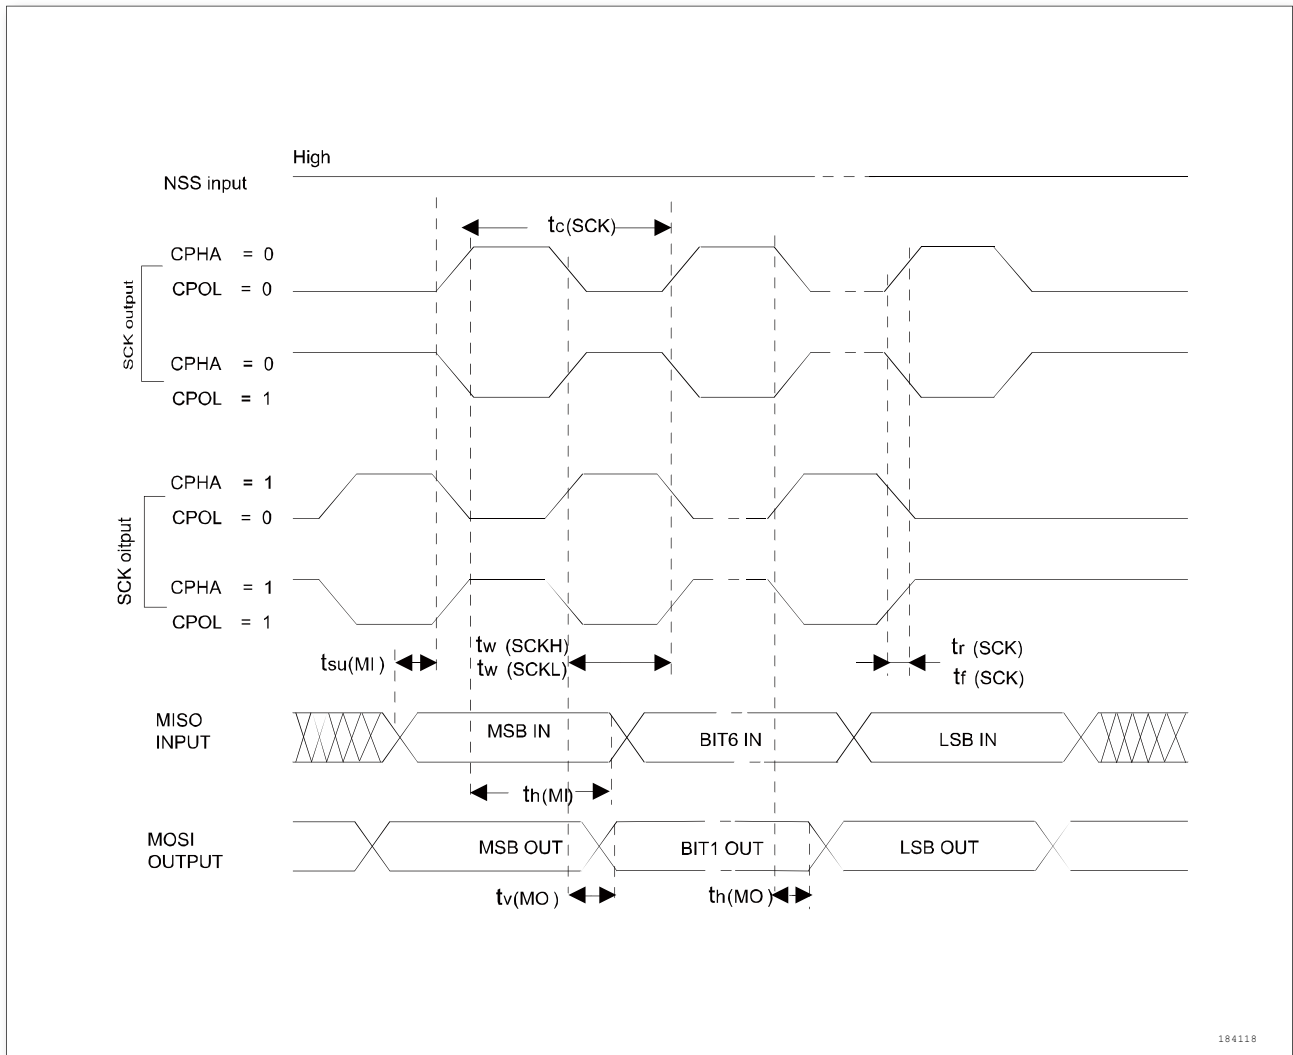 High
NSS input
tc(SCK)
CPHA = 0
CPOL = 0
SCK output
CPHA = 0
CPOL = 1
CPHA = 1
CPOL = 0
SCK oitput
CPHA = 1
CPOL = 1
tsu(MI)
tw (SCKH)
tw (SCKL)
tr (SCK)
tf (SCK)
MISO
INPUT
MSB IN
BIT6 IN
LSB IN
th(MI)
MOSI
OUTPUT
MSB OUT
BIT1 OUT
LSB OUT
tv(MO)
th(MO)
184118